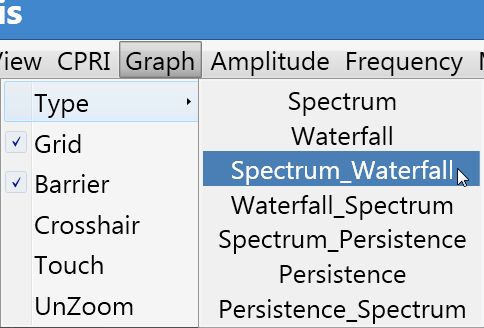 is
View CPRI Graph Amplitude Frequency
Type
Grid
Barrier
Crosshair
Touch
UnZoom
Spectrum
Waterfall
Spectrum_Waterfall
Waterfall_Spectrum
Spectrum_Persistence
Persistence
Persistence_Spectrum